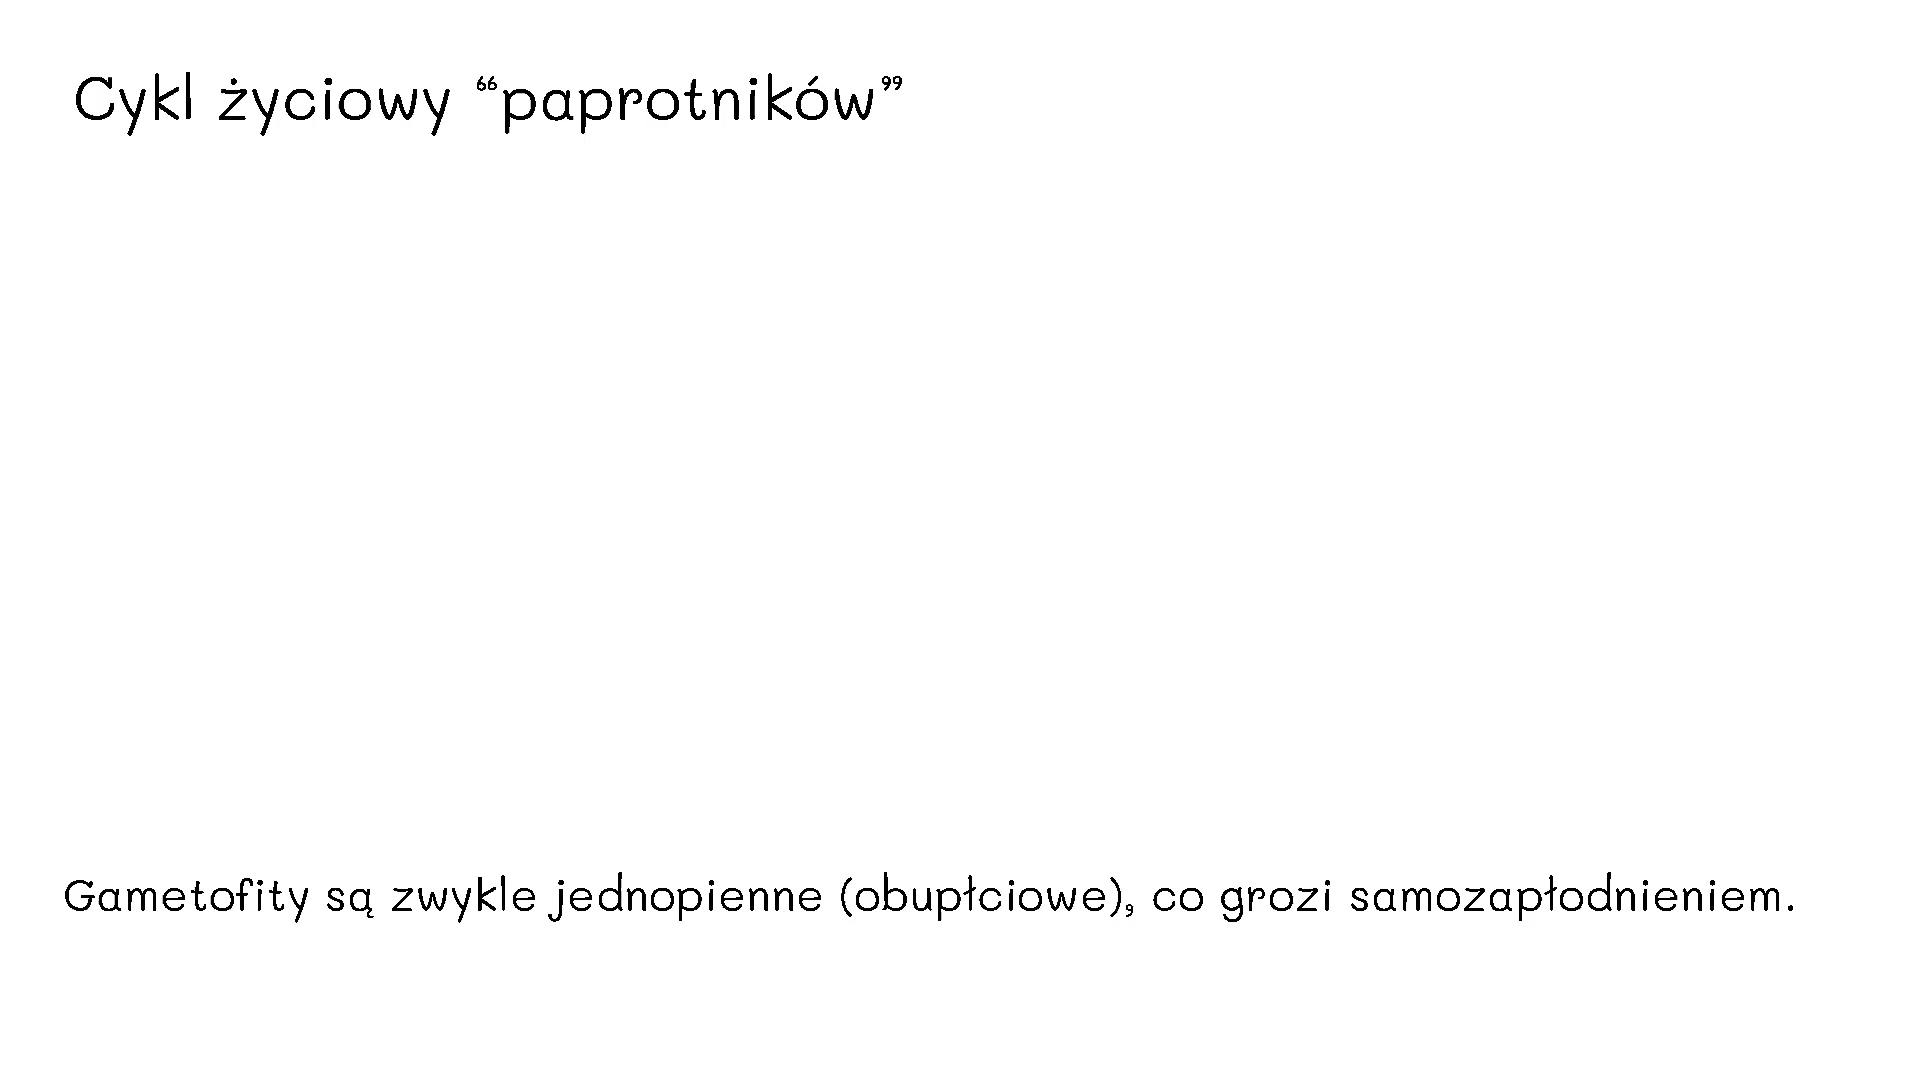 Cykl życiowy “paprotników”
Gametofity są zwykle jednopienne (obupłciowe), co grozi samozapłodnieniem.